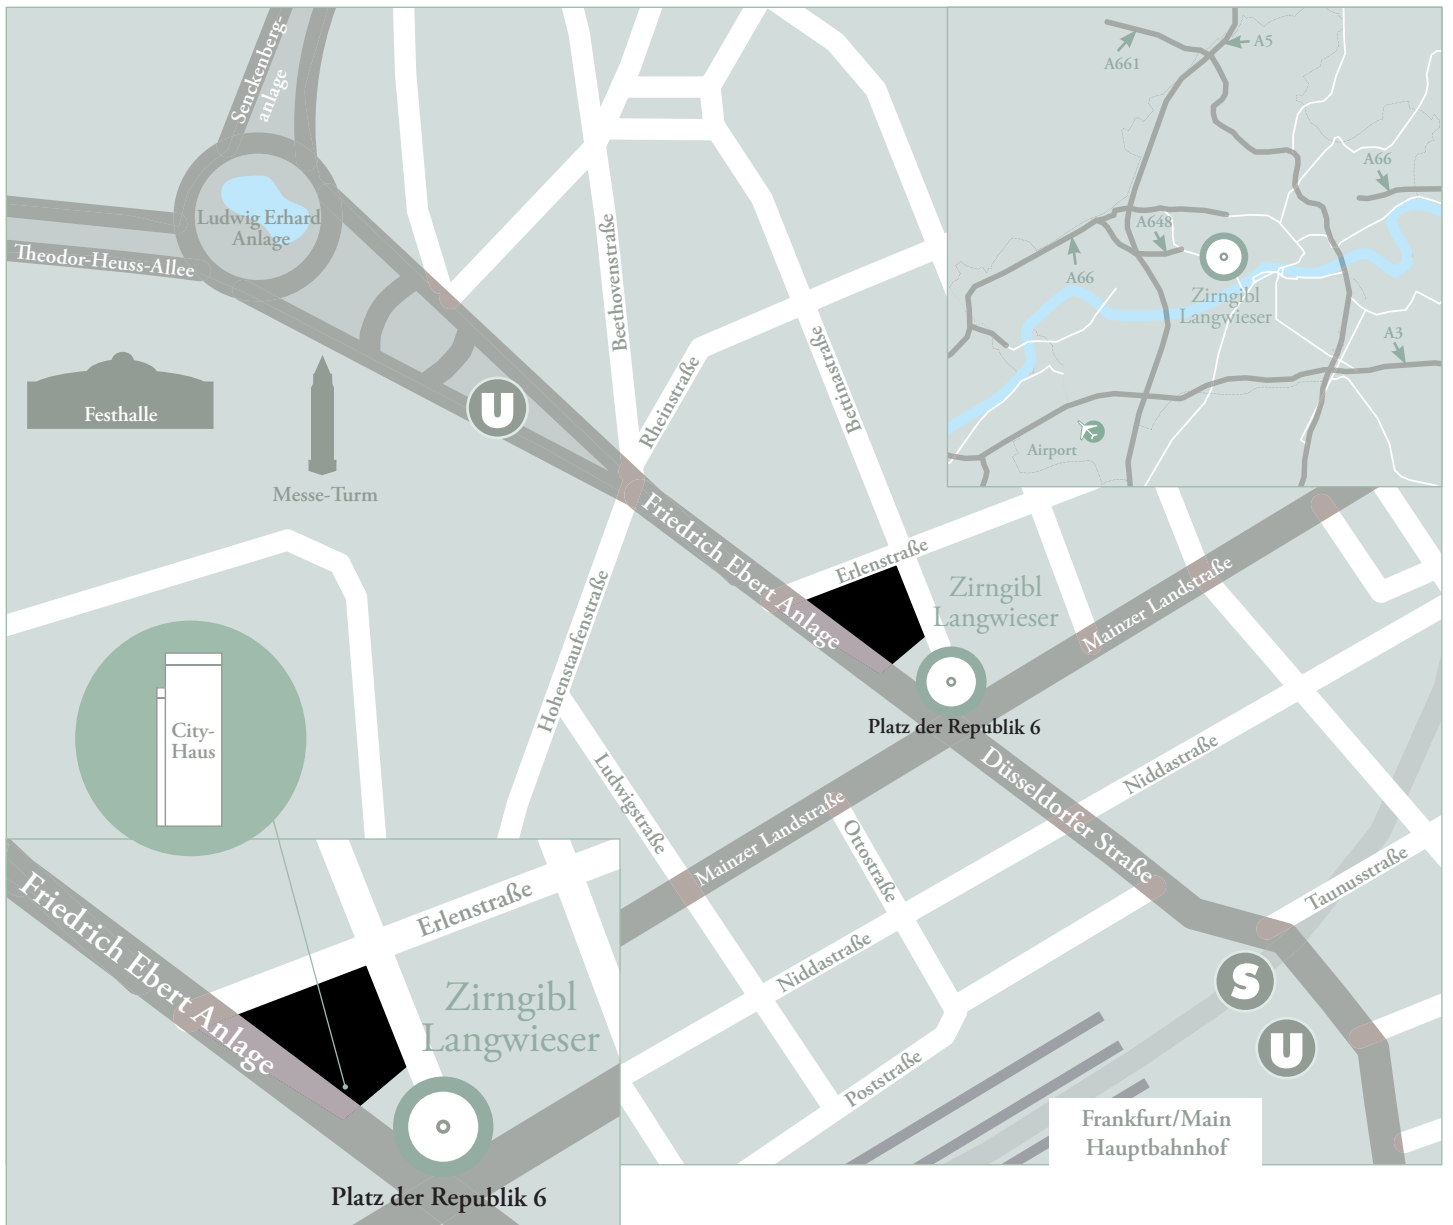 Senckenberg-
anlage
A661
A5
A66
A648
A66
Zirngibl
Langwieser
A3
Airport
Ludwig Erhard
Anlage
Theodor-Heuss-Allee
Festhalle
Messe-Turm
U
Beethovenstraße
Rheinstraße
Bettinastraße
Friedrich Ebert Anlage
Erlenstraße
Zirngibl
Langwieser
Hohenstaufenstraße
Mainzer Landstraße
Platz der Republik 6
City-
Haus
Ludwigstraße
Mainzer Landstraße
Ottostraße
Düsseldorfer Straße
Niddastraße
Taunusstraße
Niddastraße
Poststraße
S
U
Frankfurt/Main
Hauptbahnhof
Friedrich Ebert Anlage
Erlenstraße
Zirngibl
Langwieser
Platz der Republik 6